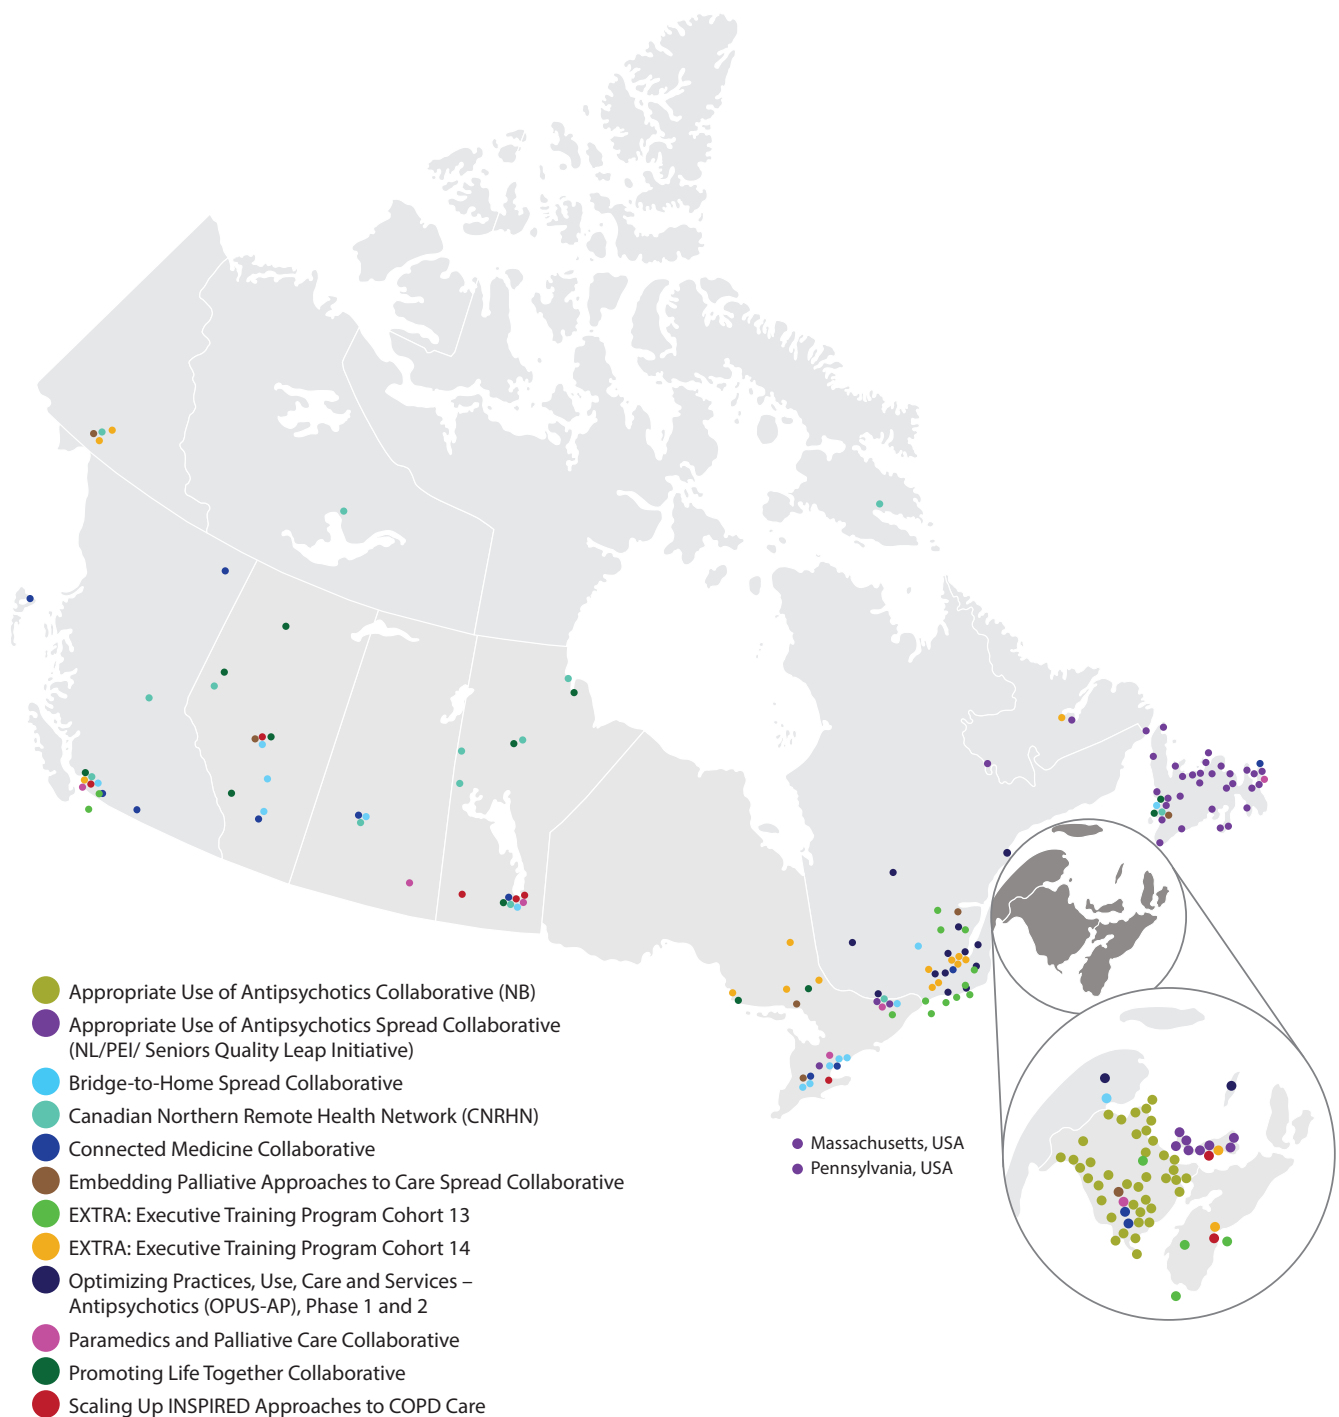 Appropriate Use of Antipsychotics Collaborative (NB)
Appropriate Use of Antipsychotics Spread Collaborative
(NL/PEI/ Seniors Quality Leap Initiative)
Bridge-to-Home Spread Collaborative
Canadian Northern Remote Health Network (CNRHN)
Connected Medicine Collaborative
Embedding Palliative Approaches to Care Spread Collaborative
EXTRA: Executive Training Program Cohort 13
EXTRA: Executive Training Program Cohort 14
Optimizing Practices, Use, Care and Services –
Antipsychotics (OPUS-AP), Phase 1 and 2
Paramedics and Palliative Care Collaborative
Promoting Life Together Collaborative
Scaling Up INSPIRED Approaches to COPD Care
Massachusetts, USA
Pennsylvania, USA